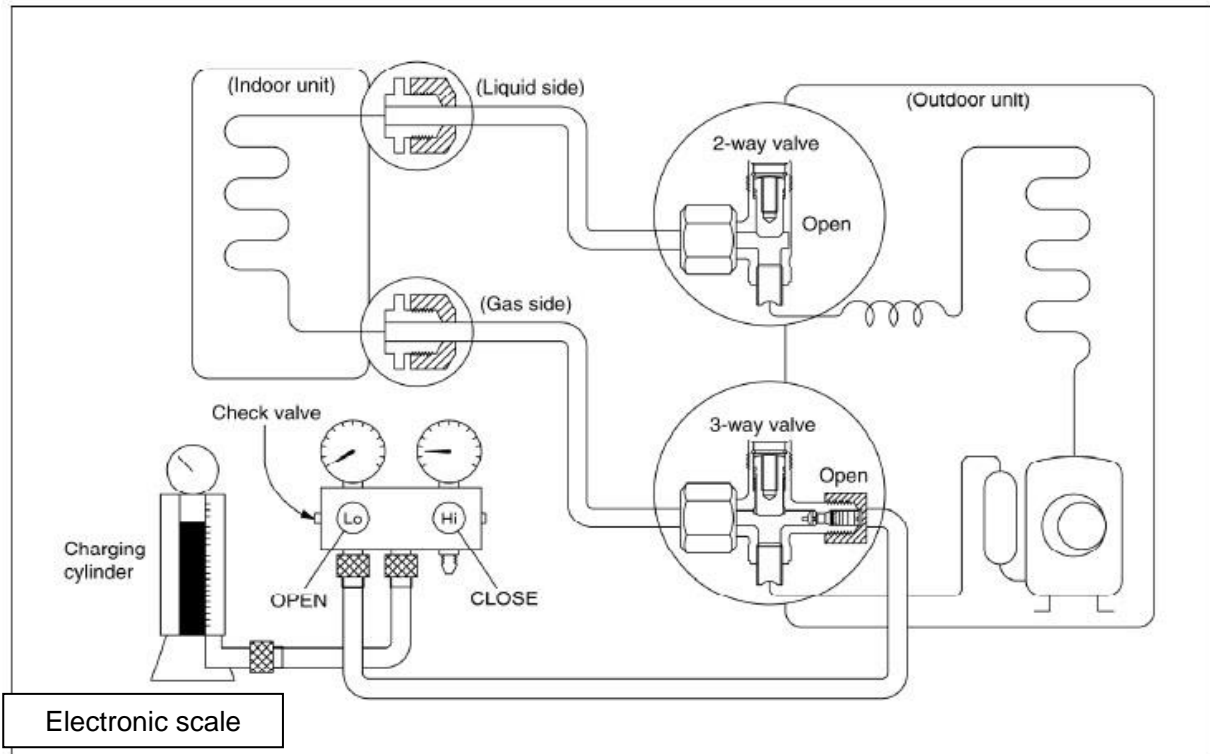 (Indoor unit)
(Liquid side)
(Outdoor unit)
2-way valve
Open
(Gas side)
Check valve
3-way valve
Open
Lo
Hi
Charging
cylinder
OPEN
CLOSE
Electronic scale